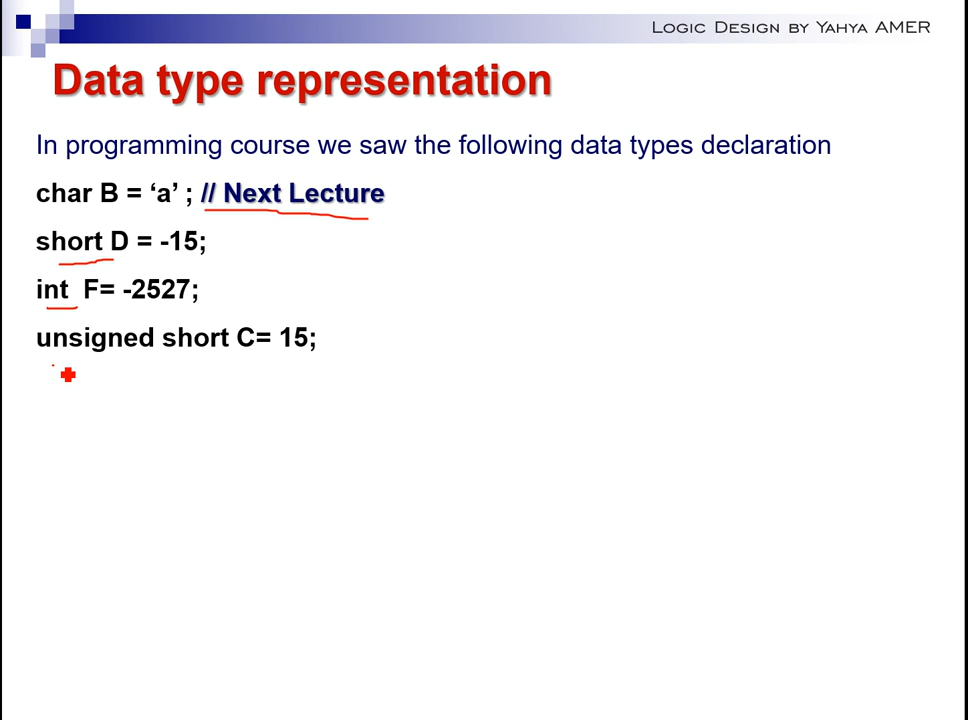 Logic Design by Yahya AMER
Data type representation
In programming course we saw the following data types declaration
char B = ‘a’ ; // Next Lecture
short D = -15;
int F= -2527;
unsigned short C= 15;